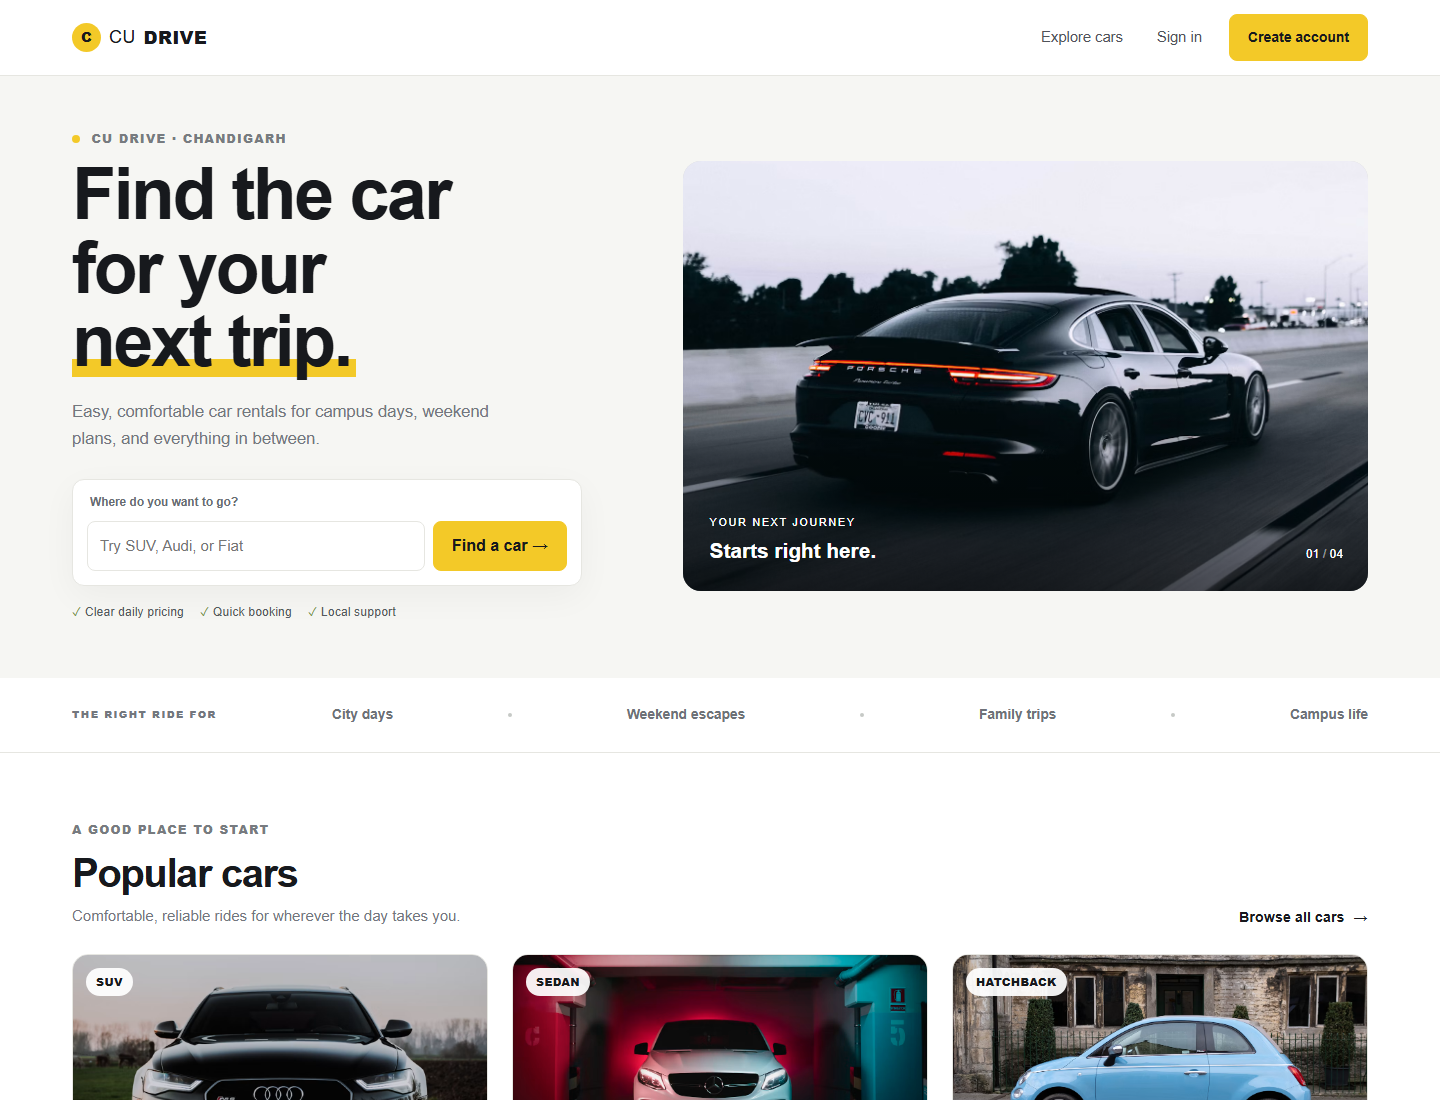 C CU DRIVE
Explore cars
Sign in
Create account
CU DRIVE · CHANDIGARH
Find the car
for your
next trip.
Easy, comfortable car rentals for campus days, weekend
plans, and everything in between.
Where do you want to go?
Try SUV, Audi, or Fiat
Find a car →
✓ Clear daily pricing
✓ Quick booking
✓ Local support
PORSCHE
YOUR NEXT JOURNEY
Starts right here.
01 / 04
THE RIGHT RIDE FOR
City days
Weekend escapes
Family trips
Campus life
A GOOD PLACE TO START
Popular cars
Comfortable, reliable rides for wherever the day takes you.
Browse all cars →
SUV
SEDAN
5
HATCHBACK